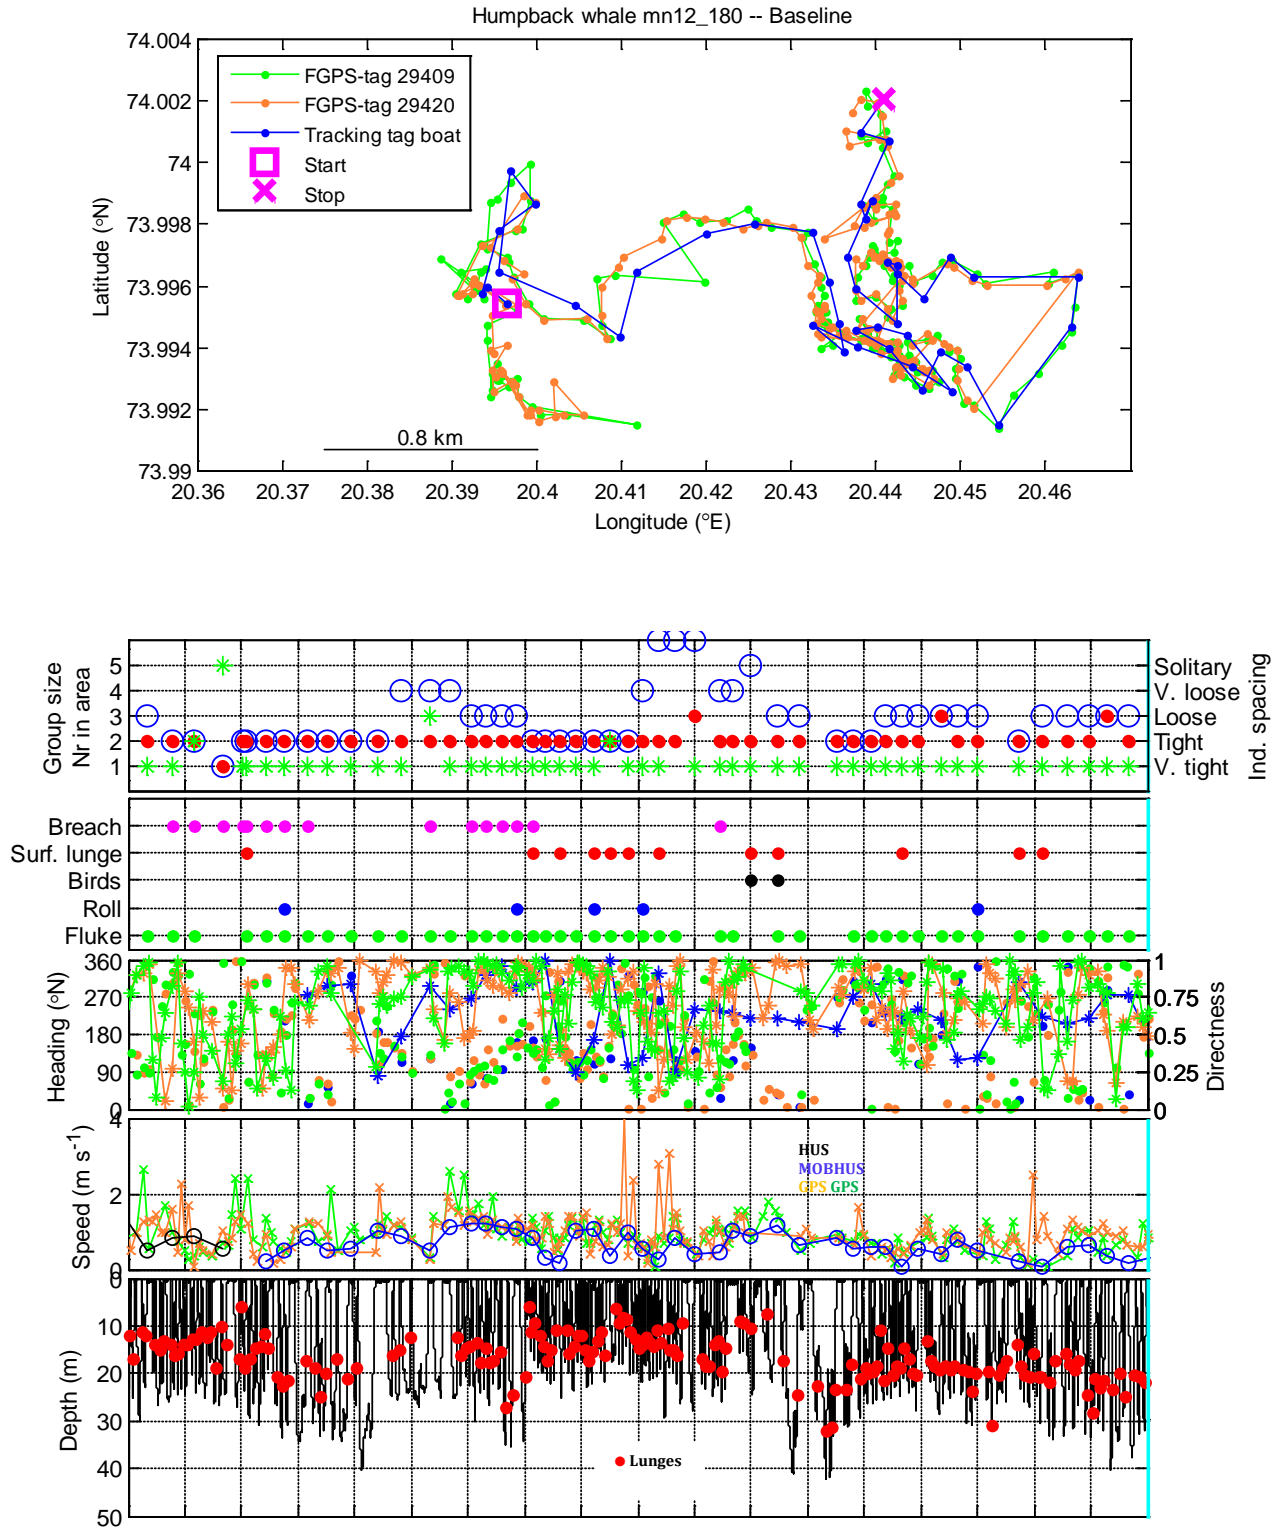 Humpback whale mn12_180 -- Baseline
74.004
74.002
74
73.998
73.996
73.994
73.992
73.99
Latitude (°N)
FGPS-tag 29409
FGPS-tag 29420
Tracking tag boat
Start
Stop
0.8 km
20.36 20.37 20.38 20.39 20.4 20.41 20.42 20.43 20.44 20.45 20.46
Longitude (°E)
Group size
Nr in area
5
4
3
2
1
Solitary
V. loose
Loose
Tight
V. tight
Ind. spacing
Breach
Surf. lunge
Birds
Roll
Fluke
Heading (°N)
360
270
180
90
0
1
0.75
0.5
0.25
0
Directness
Speed (m s-1)
4
2
0
HUS
MOBHUS
GPS GPS
Depth (m)
0
10
20
30
40
50
Lunges